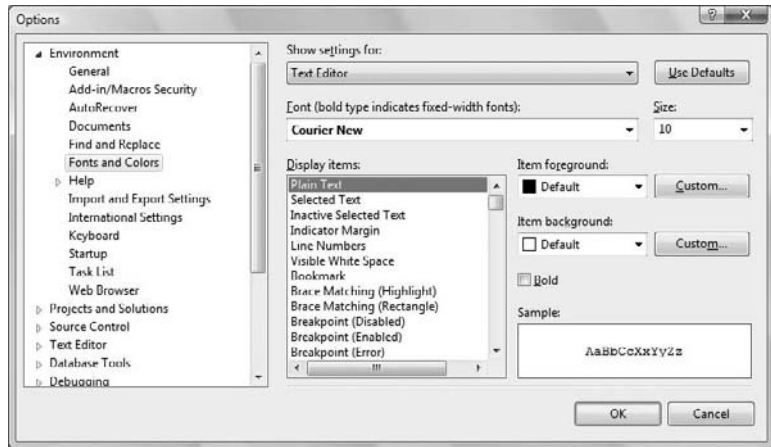 Options
Environment
General
Add-in/Macros Security
AutoRecover
Documents
Find and Replace
Fonts and Colors
Help
Import and Export Settings
International Settings
Keyboard
Startup
Task List
Web Browser
Projects and Solutions
Source Control
Text Editor
Database Tools
Debugging
Show settings for:
Text Editor
Use Defaults
Font (bold type indicates fixed-width fonts):
Size:
Courier New
10
Display items:
Plain Text
Selected Text
Inactive Selected Text
Indicator Margin
Line Numbers
Visible White Space
Bookmark
Brace Matching (Highlight)
Brace Matching (Rectangle)
Breakpoint (Disabled)
Breakpoint (Enabled)
Breakpoint (Error)
Item foreground:
Default
Custom...
Item background:
Default
Custom...
Bold
Sample:
AaBbCcXxYyZz
OK
Cancel